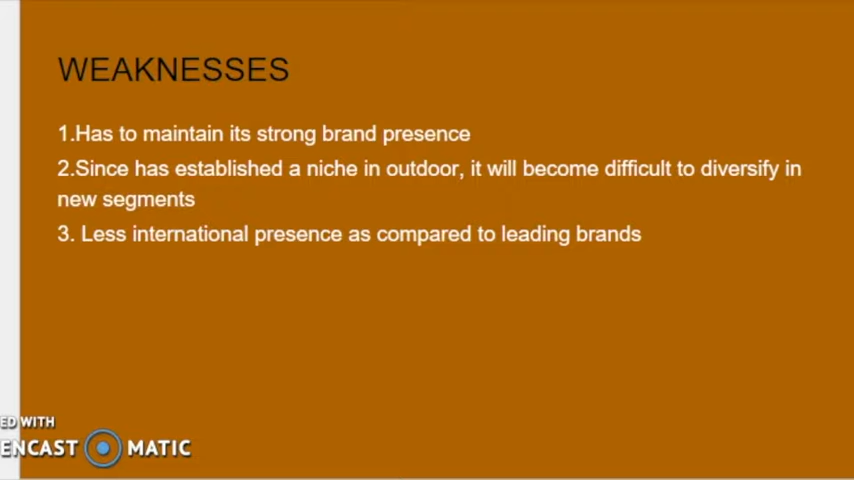 WEAKNESSES
1.Has to maintain its strong brand presence
2.Since has established a niche in outdoor, it will become difficult to diversify in
new segments
3. Less international presence as compared to leading brands
ED WITH
ENCAST MATIC